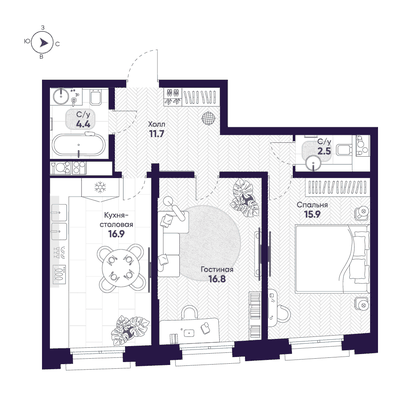 З
Ю
С
В
С/у
4.4
Холл
11.7
С/у
2.5
Кухня-
столовая
16.9
Гостиная
16.8
Спальня
15.9